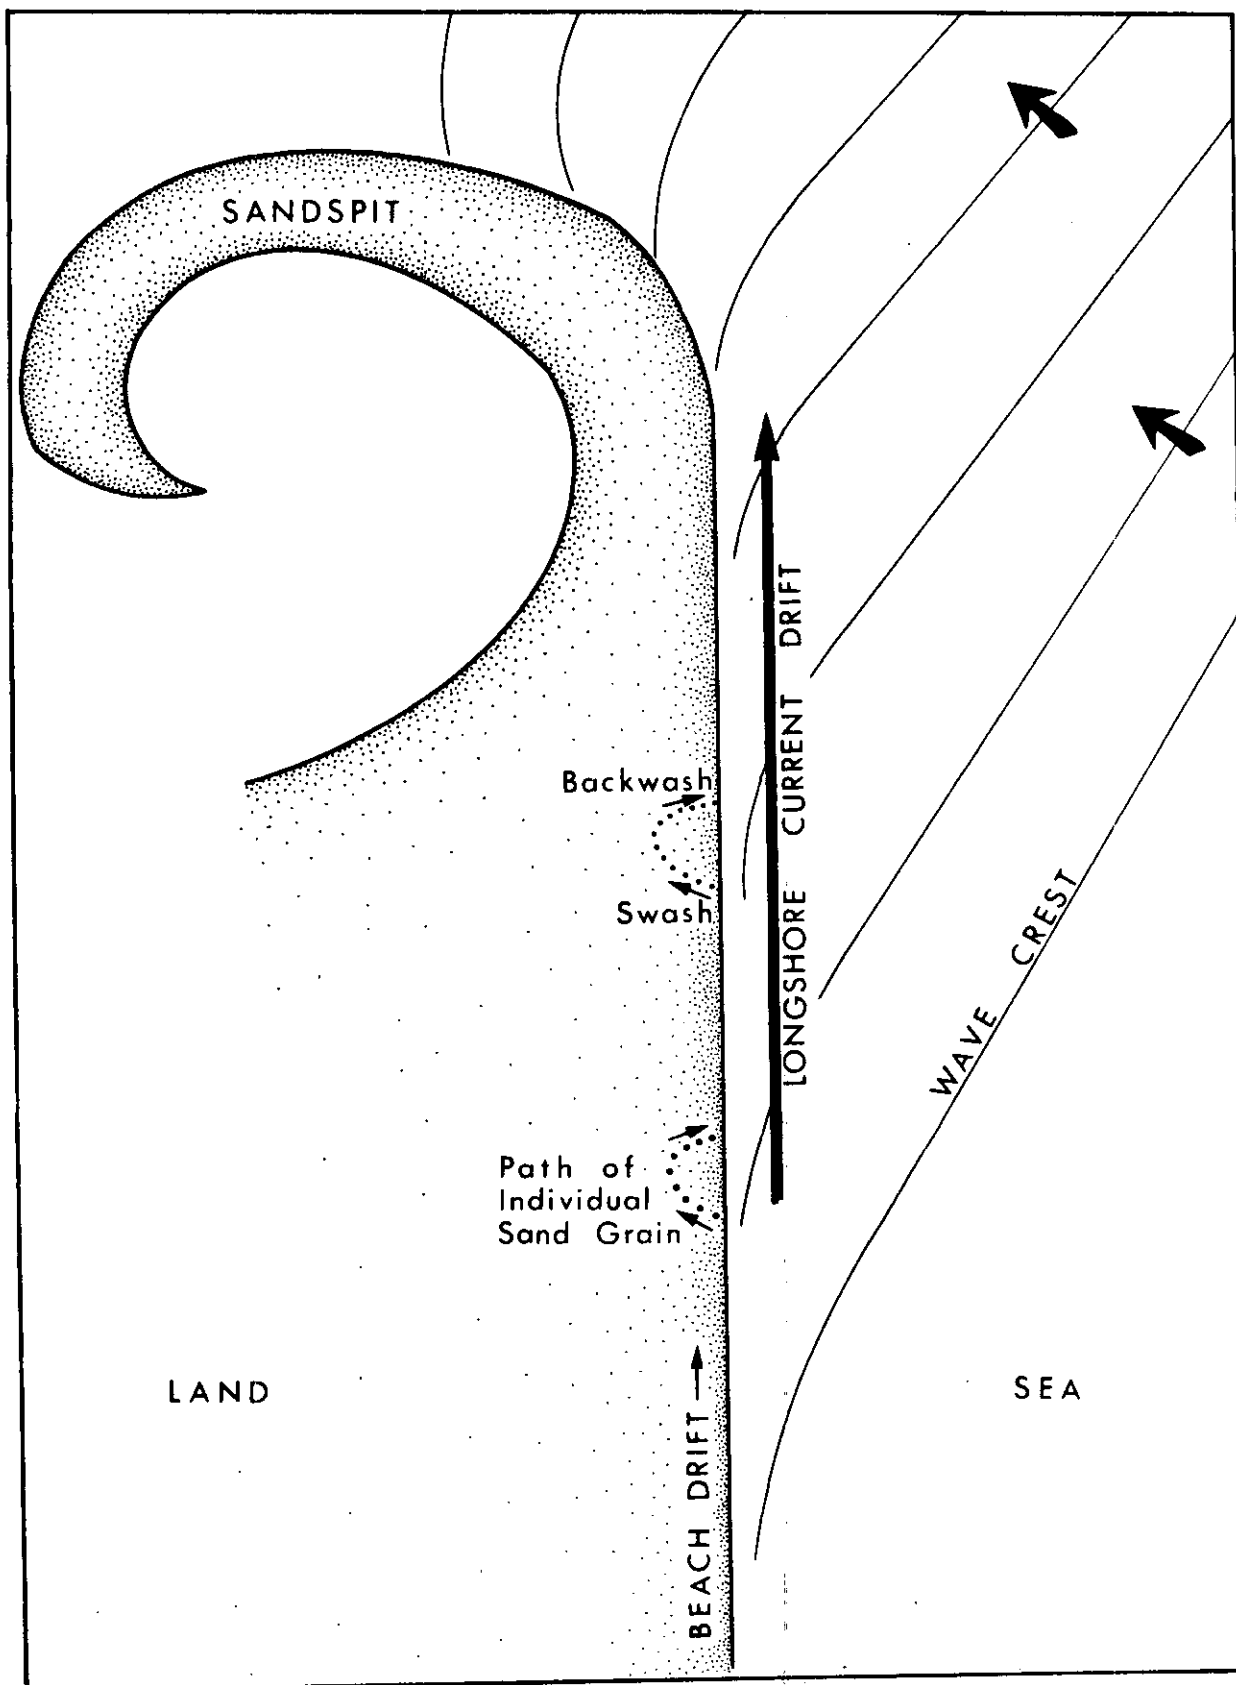 SANDSPIT
LONGSHORE CURRENT DRIFT
Backwash
Swash
WAVE CREST
Path of
Individual
Sand Grain
LAND
SEA
BEACH DRIFT